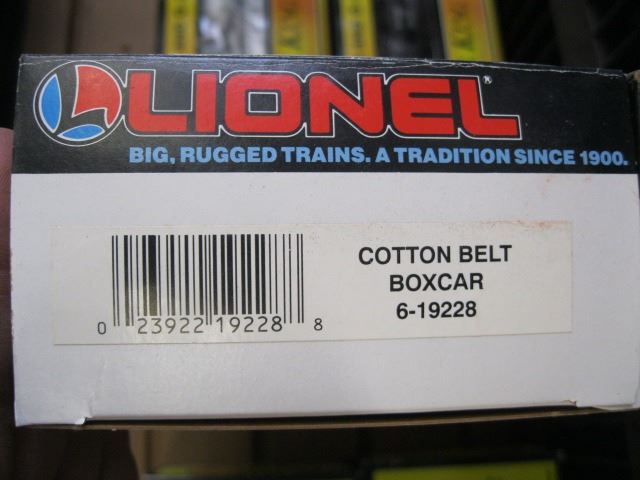 LIONEL®
BIG, RUGGED TRAINS. A TRADITION SINCE 1900.
COTTON BELT
BOXCAR
6-19228
0 23922 19228 8